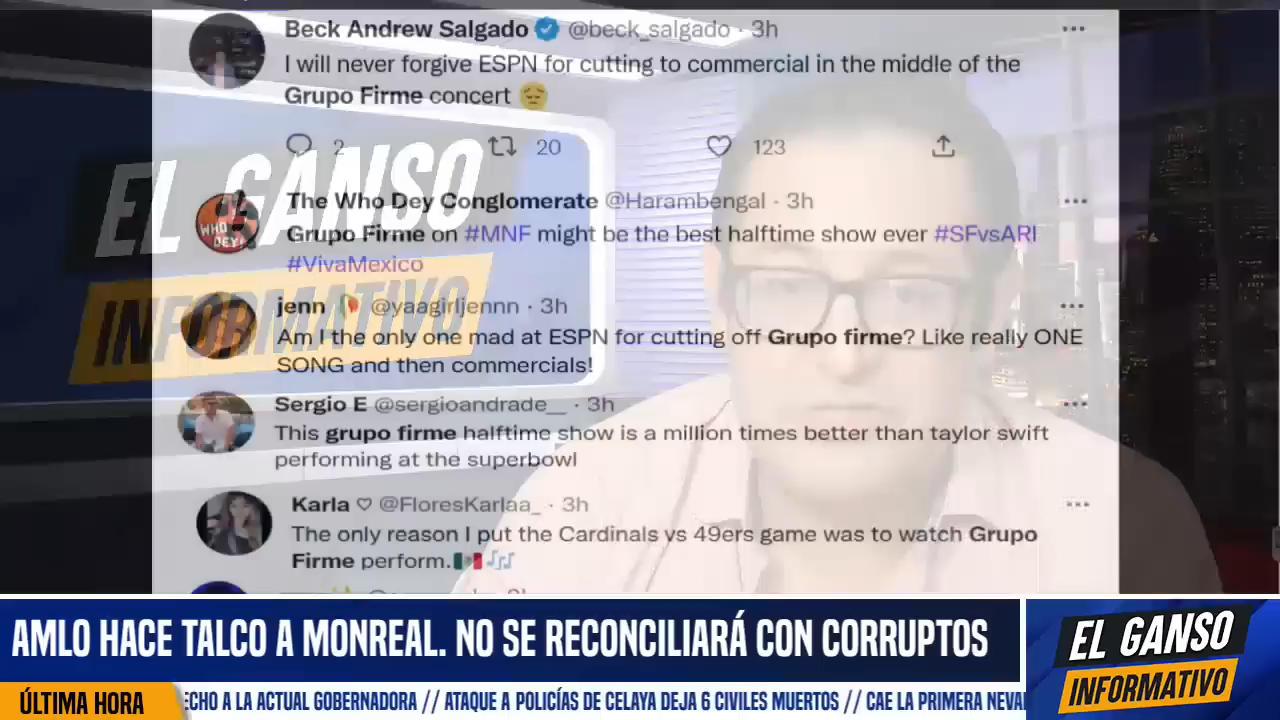 Beck Andrew Salgado @beck_salgado · 3h
I will never forgive ESPN for cutting to commercial in the middle of the
Grupo Firme concert 😔
2 20 123
The Who Dey Conglomerate @Harambengal · 3h
Grupo Firme on #MNF might be the best halftime show ever #SFvsARI
#VivaMexico
WHO DEY!
jenn @yaagirljennn · 3h
Am I the only one mad at ESPN for cutting off Grupo firme? Like really ONE
SONG and then commercials!
Sergio E @sergioandrade__ · 3h
This grupo firme halftime show is a million times better than taylor swift
performing at the superbowl
Karla ♡ @FloresKarlaa_ · 3h
The only reason I put the Cardinals vs 49ers game was to watch Grupo
Firme perform.🇲🇽🎶
EL GANSO
INFORMATIVO
AMLO HACE TALCO A MONREAL. NO SE RECONCILIARÁ CON CORRUPTOS
EL GANSO
INFORMATIVO
ÚLTIMA HORA
ECHO A LA ACTUAL GOBERNADORA // ATAQUE A POLICÍAS DE CELAYA DEJA 6 CIVILES MUERTOS // CAE LA PRIMERA NEVA